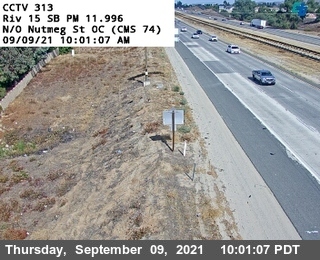 CCTV 313
Riv 15 SB PM 11.996
N/O Nutmeg St OC (CMS 74)
09/09/21 10:01:07 AM
Thursday, September 09, 2021 10:01:07 PDT